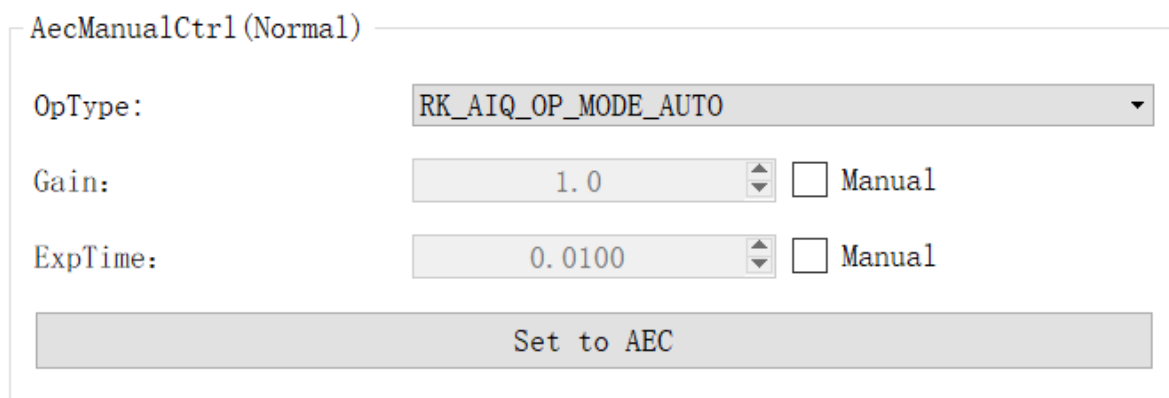 AecManualCtrl(Normal)
OpType: RK_AIQ_OP_MODE_AUTO
Gain: 1.0 Manual
ExpTime: 0.0100 Manual
Set to AEC